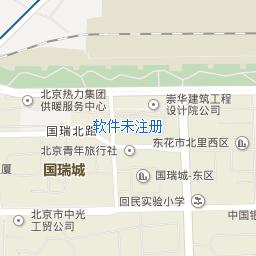 北京热力集团
供暖服务中心
崇华建筑工程
设计院公司
软件未注册
国瑞北路
东花市北里西区
北京青年旅行社
厦
国瑞城
国瑞城-东区
回民实验小学
北京市中光
工贸公司
中国银